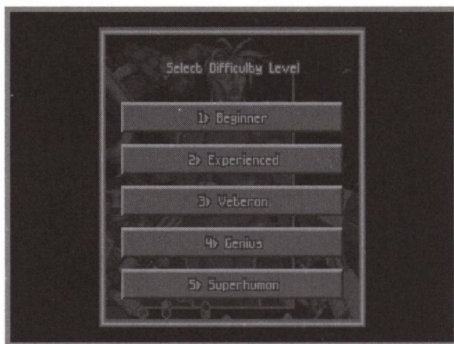 Select Difficulty Level
1> Beginner
2> Experienced
3> Veteran
4> Genius
5> Superhuman